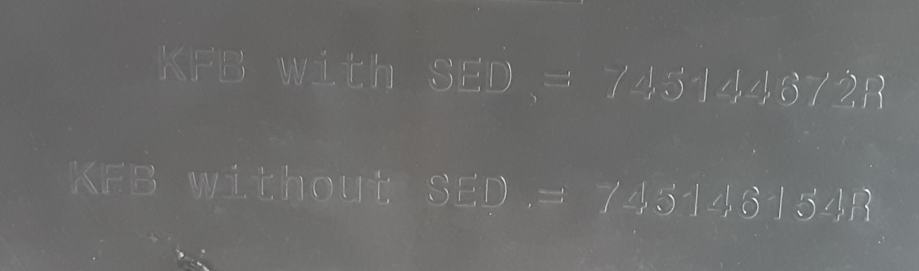 KFB with SED = 745144672R
KFB without SED = 745146154R